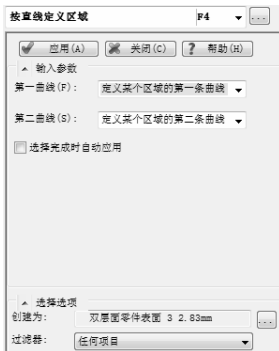 按直线定义区域 F4 ...
应用(A) 关闭(C) ? 帮助(H)
输入参数
第一曲线(F): 定义某个区域的第一条曲线
第二曲线(S): 定义某个区域的第二条曲线
选择完成时自动应用
选择选项
创建为: 双层面零件表面 3 2.83mm ...
过滤器: 任何项目